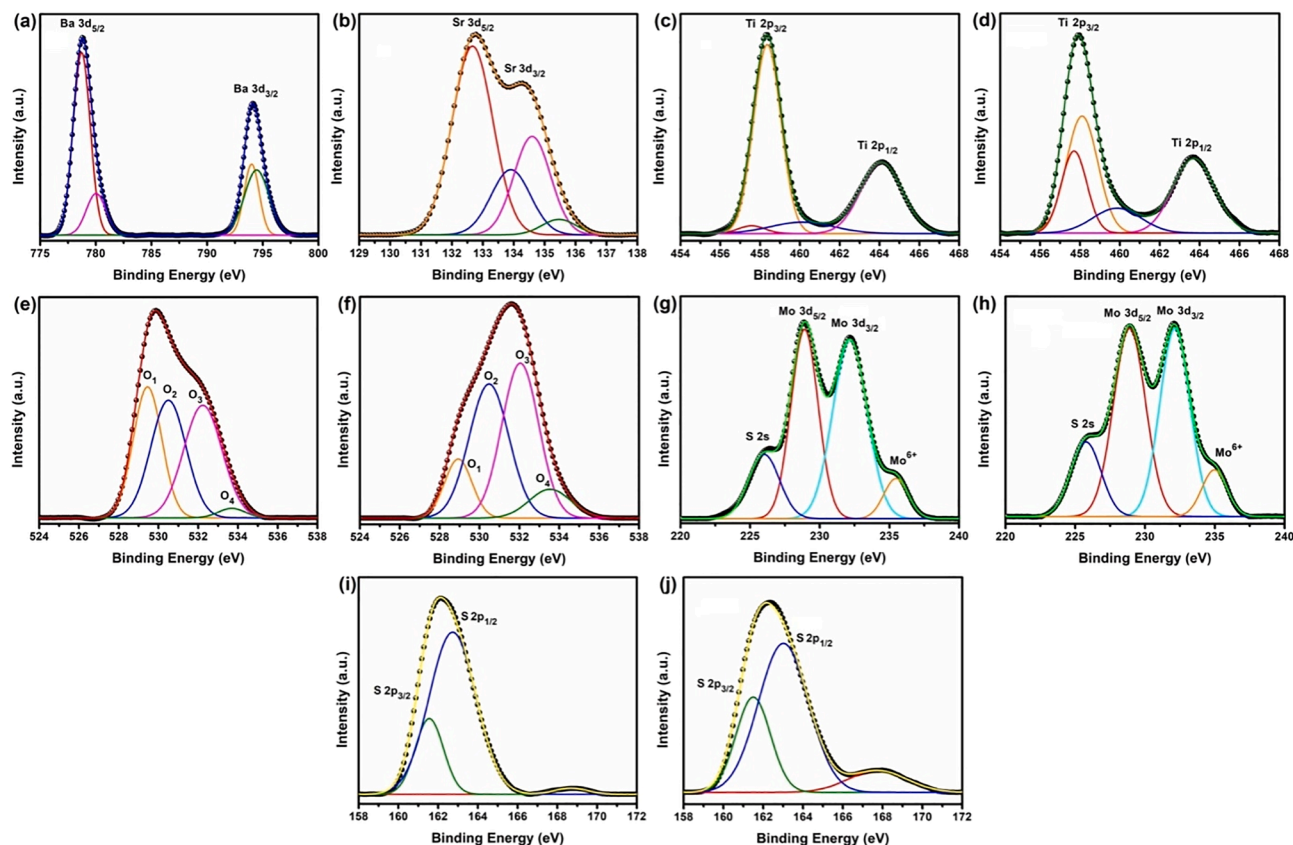 (a) Ba 3d5/2
Ba 3d3/2
Intensity (a.u.)
775 780 785 790 795 800
Binding Energy (eV)
(b) Sr 3d5/2
Sr 3d3/2
Intensity (a.u.)
129 130 131 132 133 134 135 136 137 138
Binding Energy (eV)
(c) Ti 2p3/2
Ti 2p1/2
Intensity (a.u.)
454 456 458 460 462 464 466 468
Binding Energy (eV)
(d) Ti 2p3/2
Ti 2p1/2
Intensity (a.u.)
454 456 458 460 462 464 466 468
Binding Energy (eV)
(e)
O1
O2
O3
O4
Intensity (a.u.)
524 526 528 530 532 534 536 538
Binding Energy (eV)
(f)
O1
O2
O3
O4
Intensity (a.u.)
524 526 528 530 532 534 536 538
Binding Energy (eV)
(g) Mo 3d5/2
Mo 3d3/2
S 2s
Mo6+
Intensity (a.u.)
220 225 230 235 240
Binding Energy (eV)
(h) Mo 3d5/2 Mo 3d3/2
S 2s
Mo6+
Intensity (a.u.)
220 225 230 235 240
Binding Energy (eV)
(i)
S 2p1/2
S 2p3/2
Intensity (a.u.)
158 160 162 164 166 168 170 172
Binding Energy (eV)
(j)
S 2p1/2
S 2p3/2
Intensity (a.u.)
158 160 162 164 166 168 170 172
Binding Energy (eV)